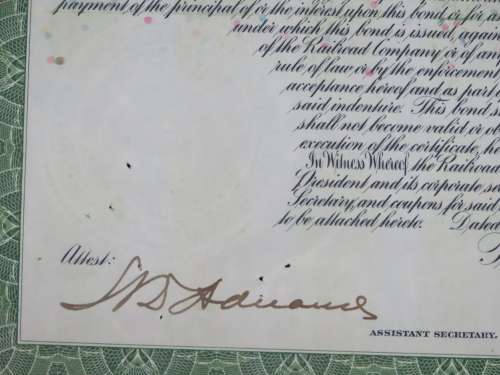 payment of the principal of or the interest upon this bond or for
under which this bond is issued, again
of the Railroad Company or of any
rule of law or by the enforcement
acceptance hereof and as part of
said indenture. This bond s
shall not become valid or o
execution of the certificate, he
In Witness Whereof, the Railroad
President and its corporate se
Secretary, and coupons for said
to be attached hereto. Dated
Attest:
ASSISTANT SECRETARY.